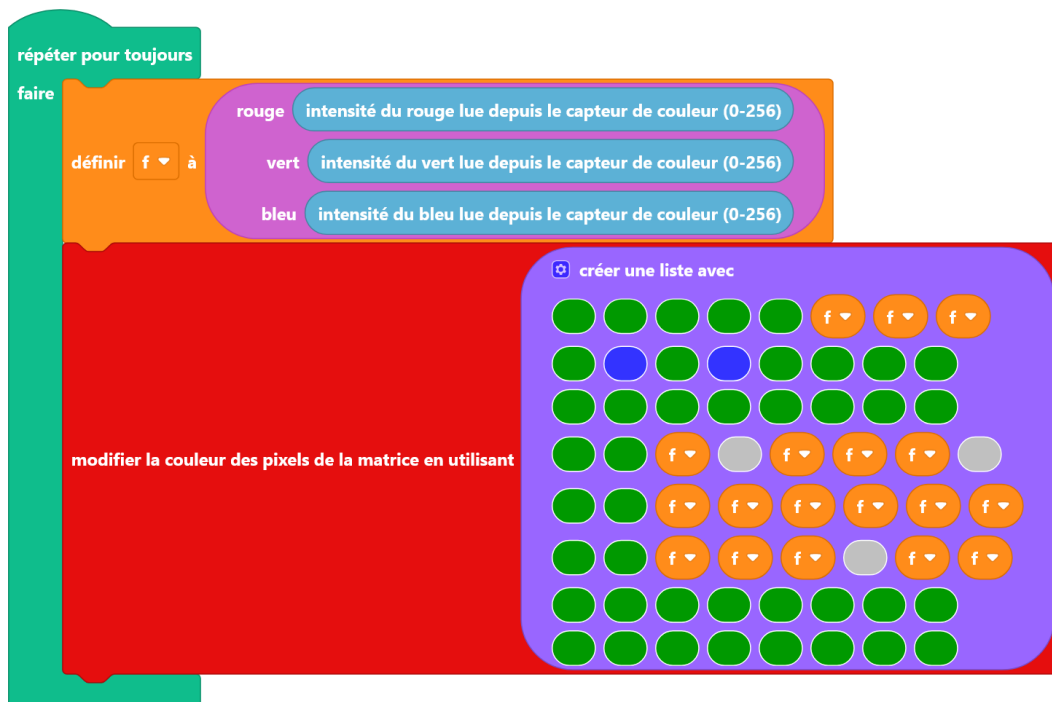 répéter pour toujours
faire
définir f à
rouge intensité du rouge lue depuis le capteur de couleur (0-256)
vert intensité du vert lue depuis le capteur de couleur (0-256)
bleu intensité du bleu lue depuis le capteur de couleur (0-256)
modifier la couleur des pixels de la matrice en utilisant
créer une liste avec
f f f
f f f f
f f f f f f
f f f f f